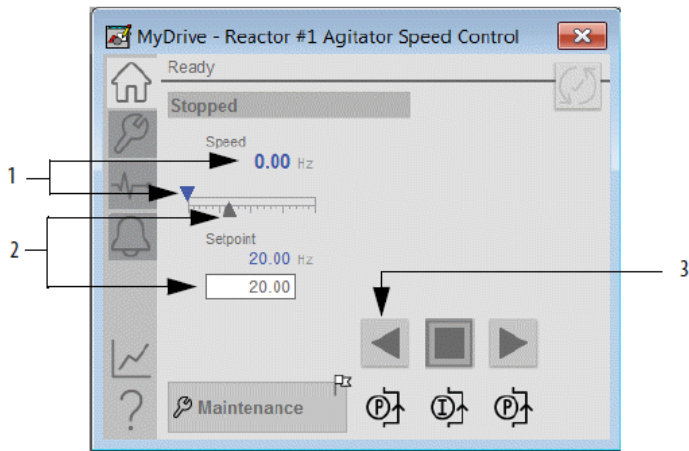 MyDrive - Reactor #1 Agitator Speed Control
Ready
Stopped
Speed
0.00 Hz
1
2
Setpoint
20.00 Hz
20.00
3
?
Maintenance
P
I
P